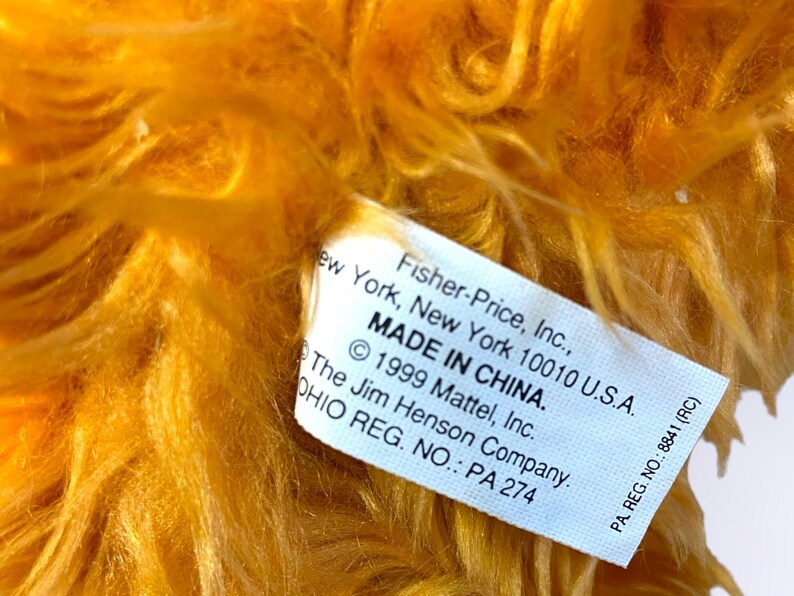 Fisher-Price, Inc.,
ew York, New York 10010 U.S.A.
MADE IN CHINA.
© 1999 Mattel, Inc.
© The Jim Henson Company.
OHIO REG. NO.: PA 274
PA. REG. NO.: 8841 (RC)